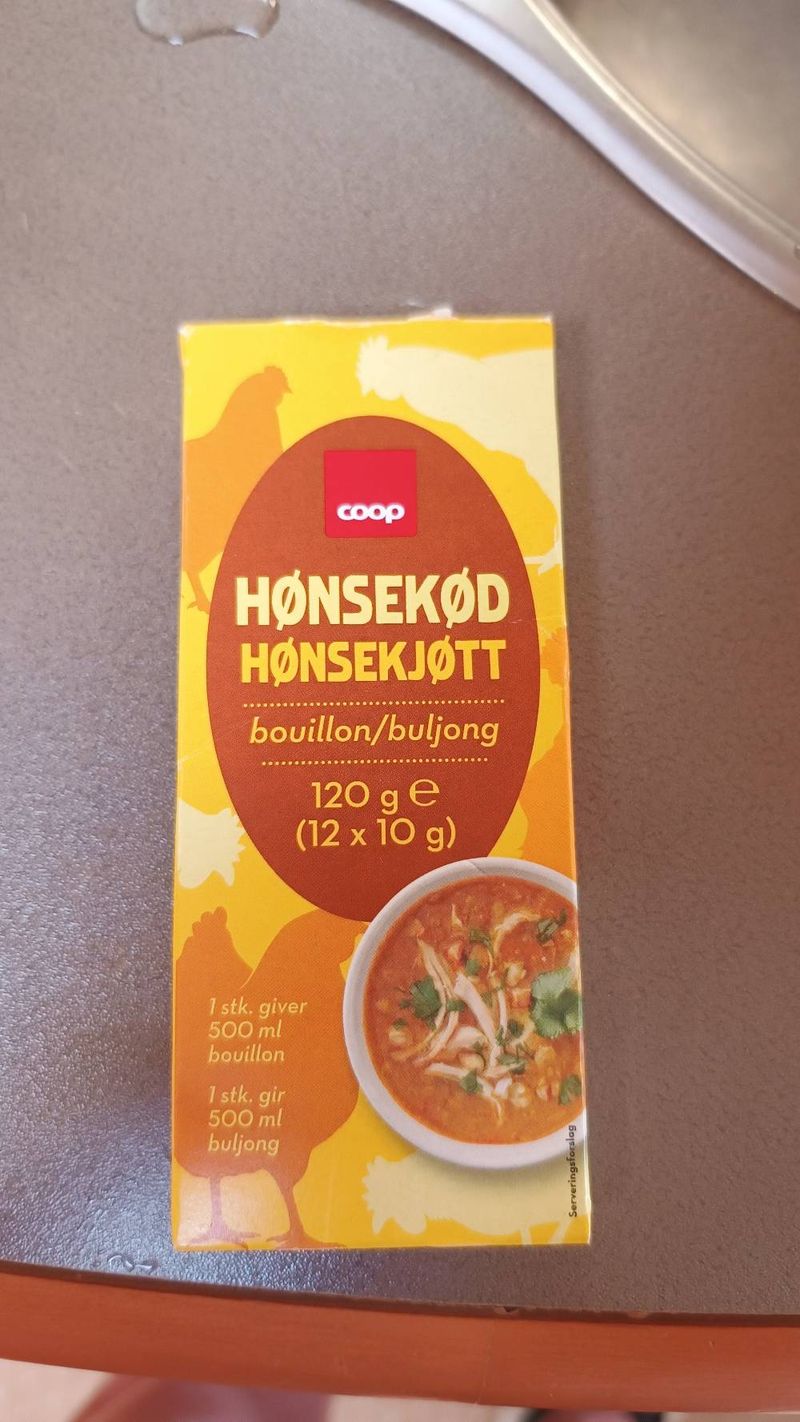 coop
HØNSEKØD
HØNSEKJØTT
bouillon/buljong
120 g e
(12 x 10 g)
1 stk. giver
500 ml
bouillon
1 stk. gir
500 ml
buljong
Serveringsforslag